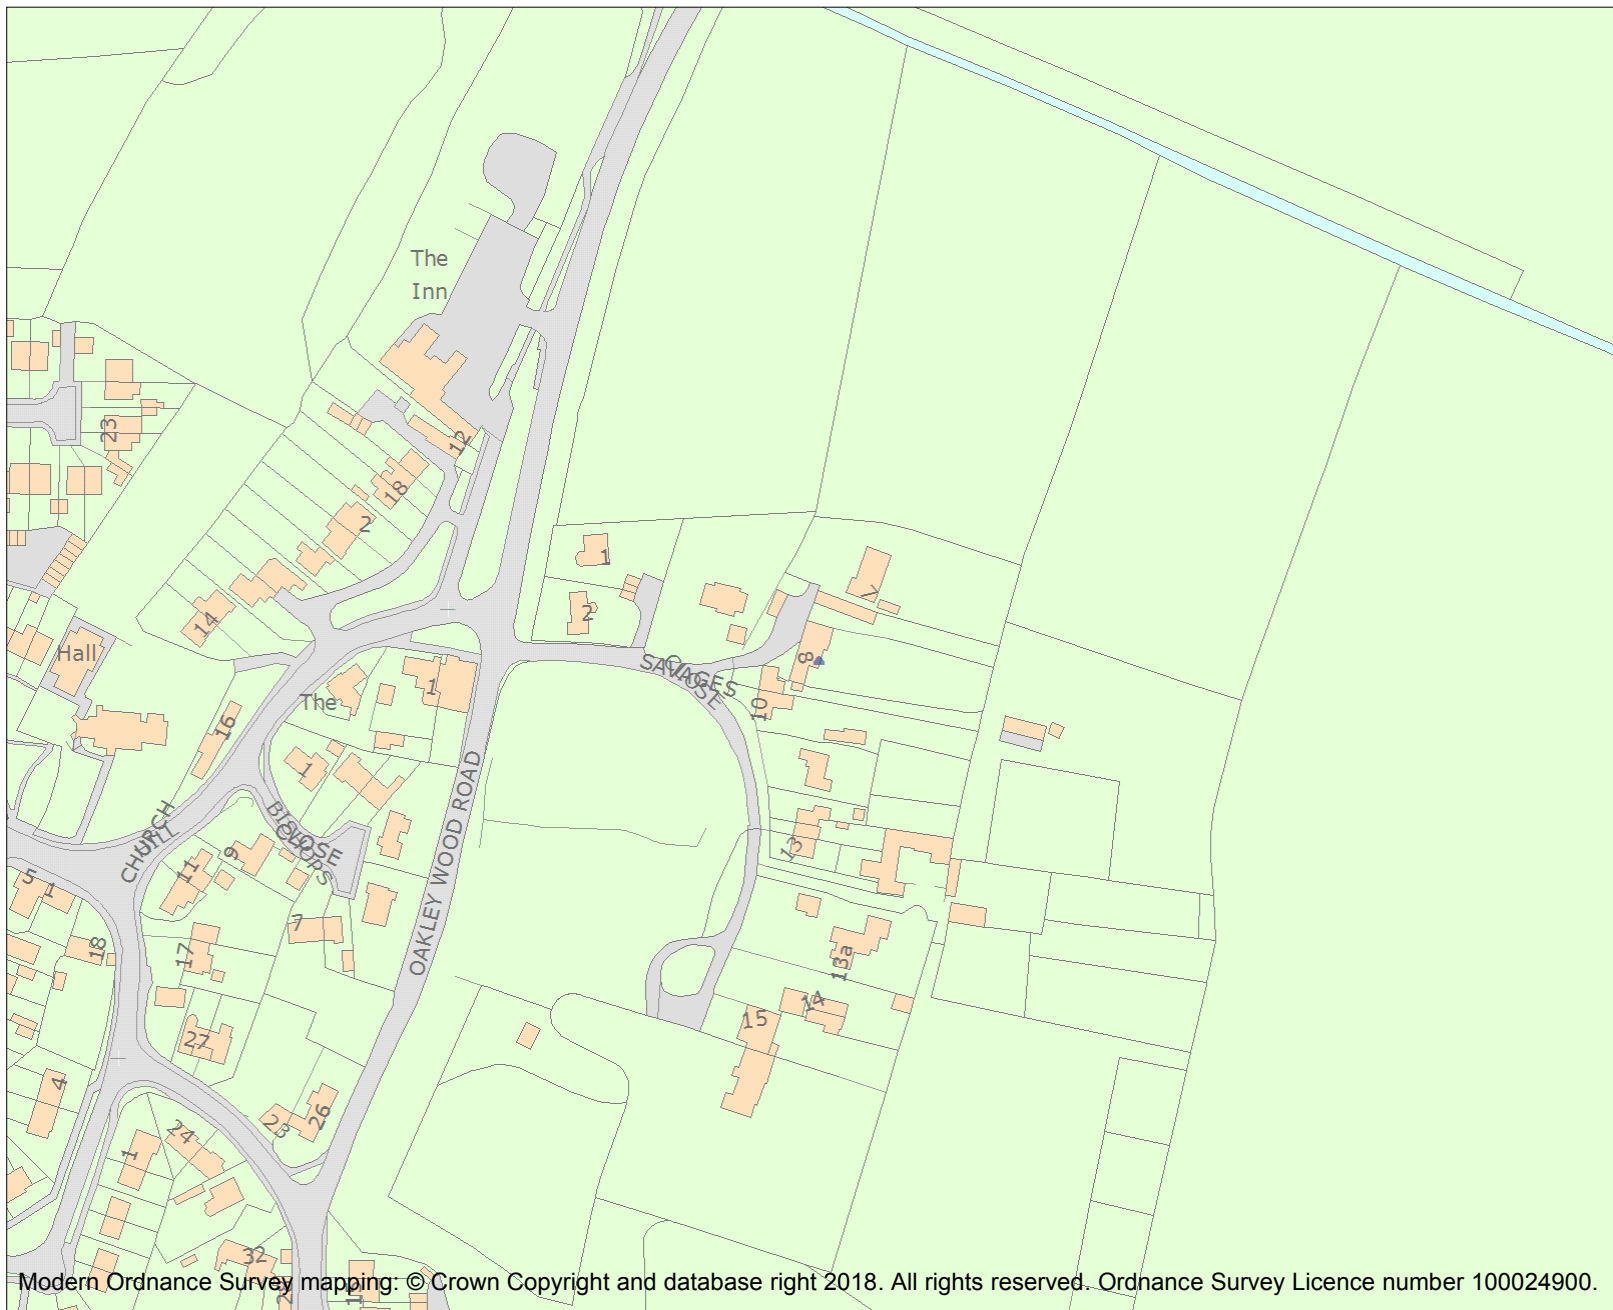 The
Inn
23
12
18
2
1
2
7
14
8
Hall
SAVAGES
CLOSE
The
1
10
16
1
CHURCH
HILL
BISHOPS
CLOSE
OAKLEY WOOD ROAD
13
9
11
5
1
7
18
17
13a
14
15
27
4
23
26
24
1
32
Modern Ordnance Survey mapping: © Crown Copyright and database right 2018. All rights reserved. Ordnance Survey Licence number 100024900.